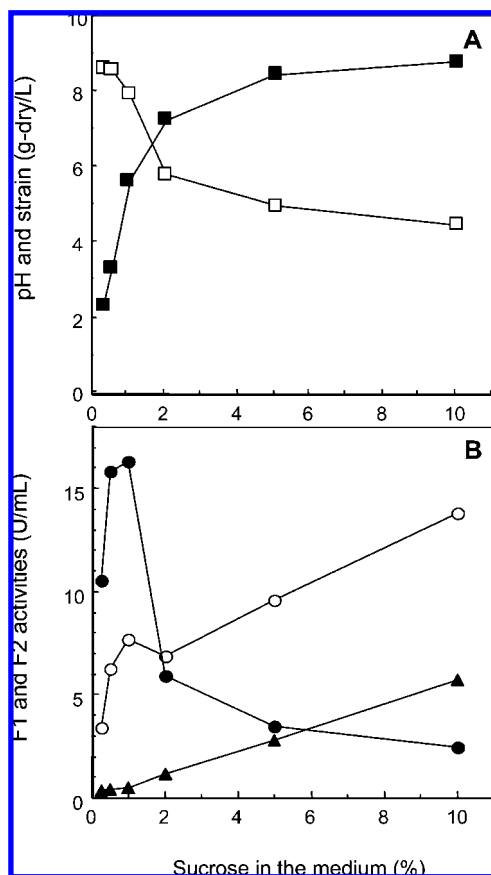 A
pH and strain (g-dry/L)
10
8
6
4
2
0
0 2 4 6 8 10
B
F1 and F2 activities (U/mL)
15
10
5
0
0 2 4 6 8 10
Sucrose in the medium (%)